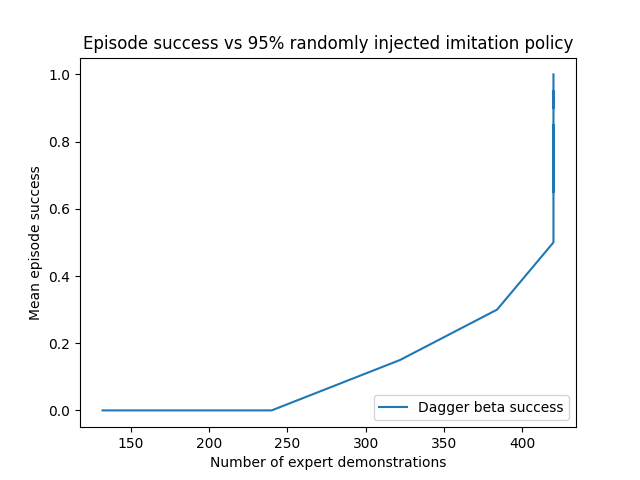 Episode success vs 95% randomly injected imitation policy
1.0
0.8
0.6
0.4
0.2
0.0
Mean episode success
Dagger beta success
150 200 250 300 350 400
Number of expert demonstrations